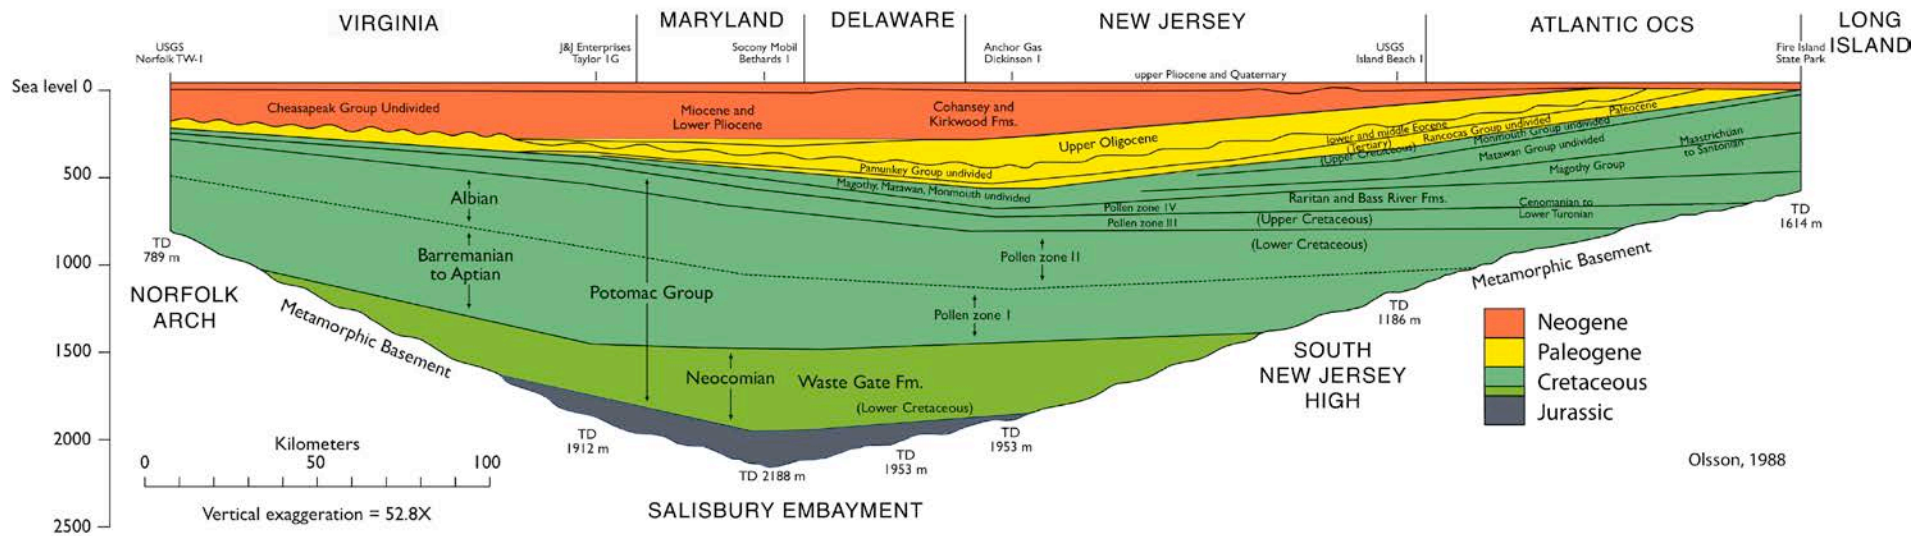 VIRGINIA
MARYLAND
DELAWARE
NEW JERSEY
ATLANTIC OCS
LONG
ISLAND
USGS
Norfolk TW-1
J&J Enterprises
Taylor 1G
Socony Mobil
Bethards 1
Anchor Gas
Dickinson 1
USGS
Island Beach 1
Fire Island
State Park
upper Pliocene and Quaternary
Sea level 0
500
1000
1500
2000
2500
Cheasapeak Group Undivided
Miocene and
Lower Pliocene
Cohansey and
Kirkwood Fms.
Upper Oligocene
lower and middle Eocene
(Tertiary)
(Upper Cretaceous)
Rancocas Group undivided
Paleocene
Monmouth Group undivided
Matawan Group undivided
Maastrichtian
to Santonian
Magothy Group
Pamunkey Group undivided
Magothy, Matawan, Monmouth undivided
Raritan and Bass River Fms.
Cenomanian to
Lower Turonian
Pollen zone IV
Pollen zone III
(Upper Cretaceous)
(Lower Cretaceous)
Albian
Barremanian
to Aptian
Potomac Group
Pollen zone II
Pollen zone I
Neocomian
Waste Gate Fm.
(Lower Cretaceous)
TD
789 m
NORFOLK
ARCH
Metamorphic Basement
TD
1912 m
TD 2188 m
TD
1953 m
TD
1953 m
SALISBURY EMBAYMENT
SOUTH
NEW JERSEY
HIGH
TD
1186 m
Metamorphic Basement
TD
1614 m
Neogene
Paleogene
Cretaceous
Jurassic
Olsson, 1988
Kilometers
0 50 100
Vertical exaggeration = 52.8X